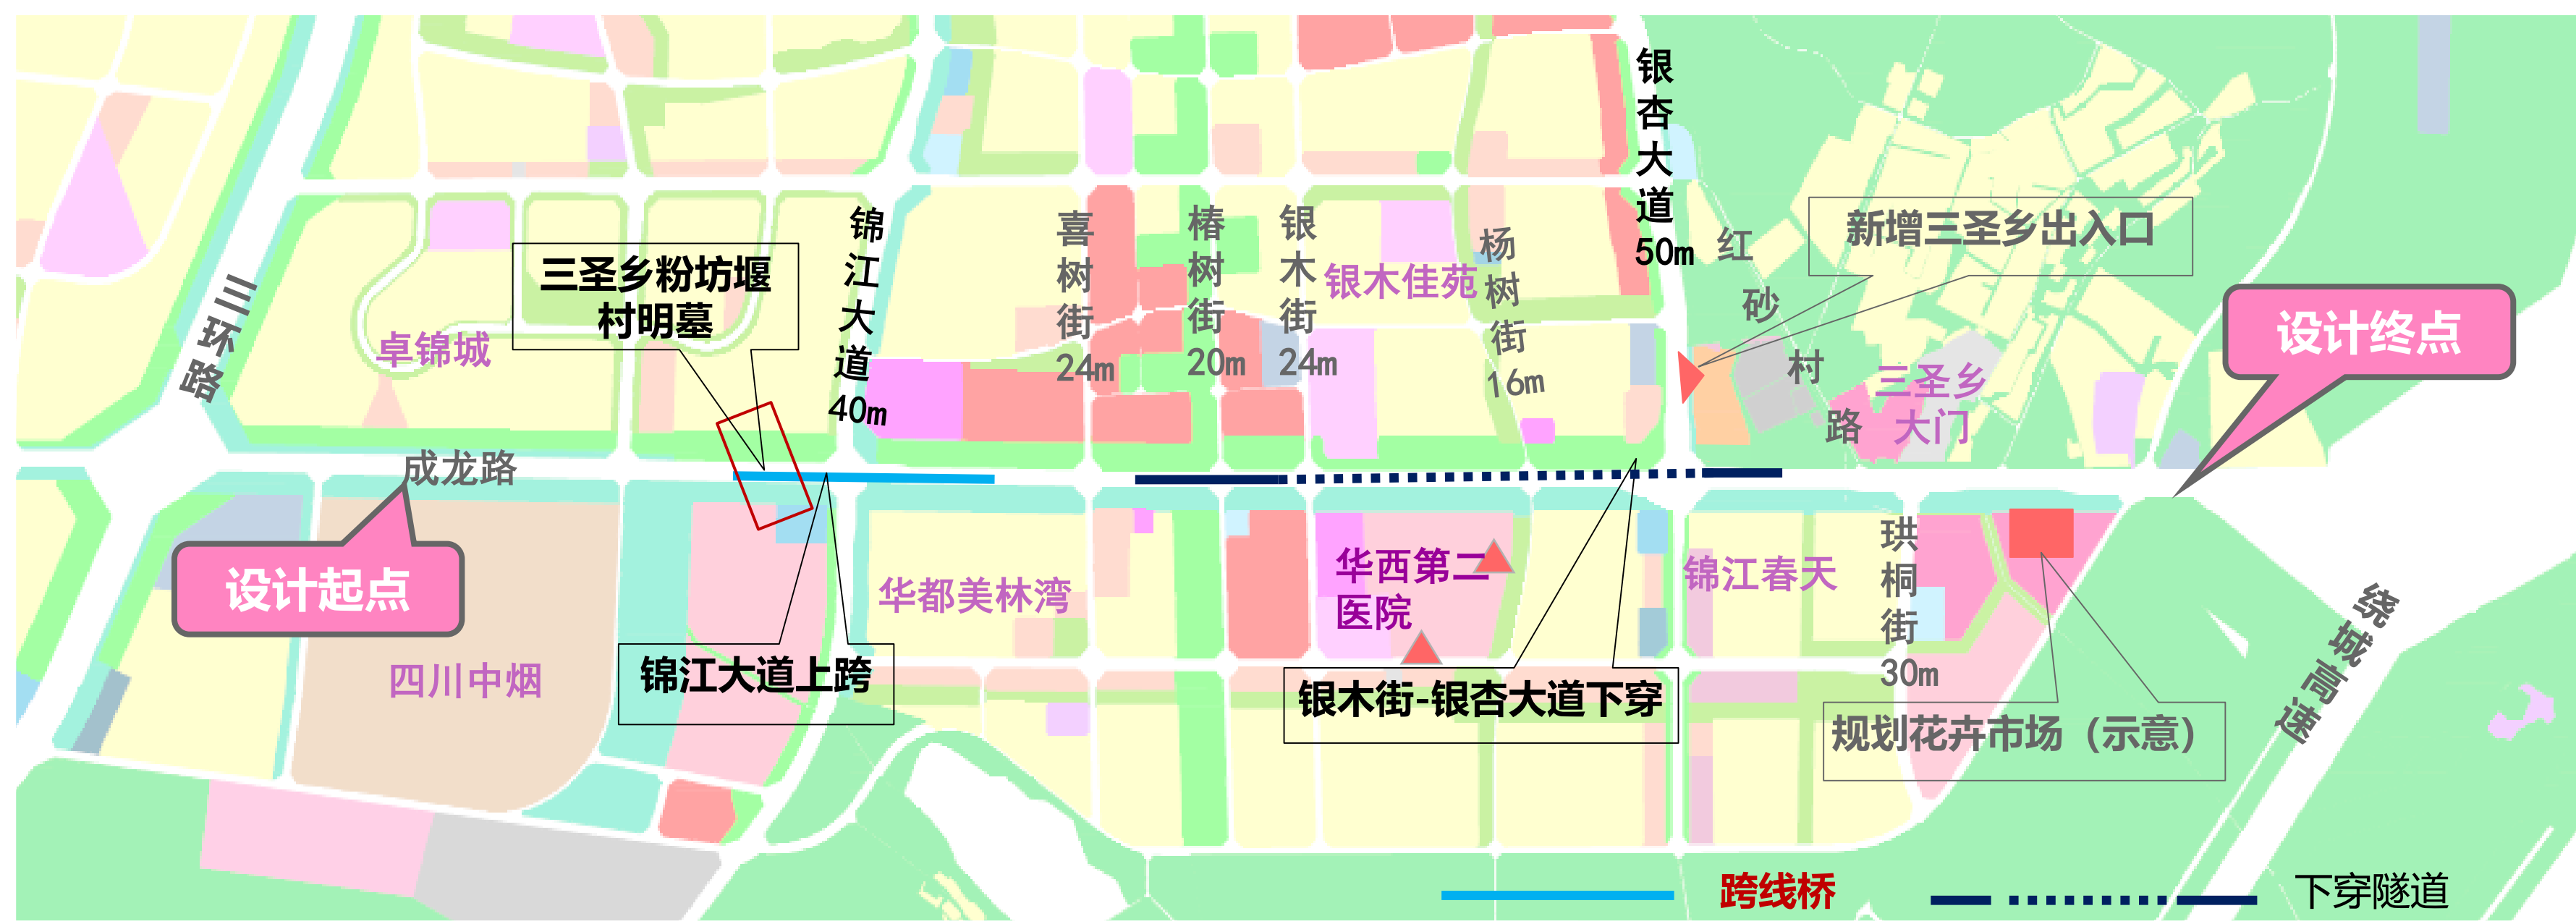 三环路
卓锦城
三圣乡粉坊堰
村明墓
锦江大道
40m
喜树街
24m
椿树街
20m
银木街
24m
银木佳苑
杨树街
16m
银杏大道
50m
红砂村路
新增三圣乡出入口
三圣乡
大门
设计终点
成龙路
设计起点
四川中烟
锦江大道上跨
华都美林湾
华西第二
医院
银木街-银杏大道下穿
锦江春天
珙桐街
30m
规划花卉市场（示意）
绕城高速
跨线桥
下穿隧道